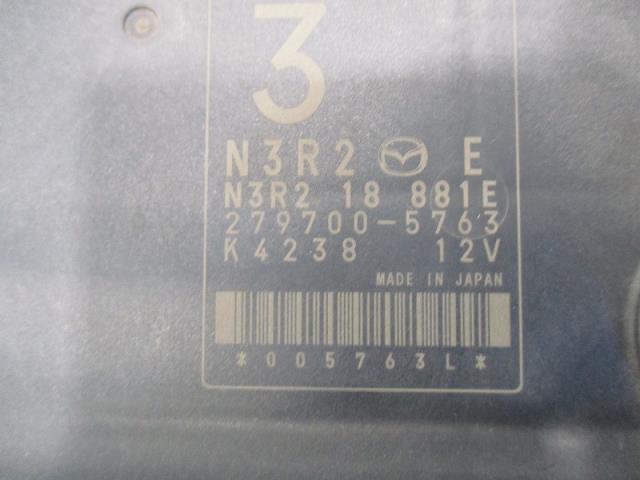 3
N3R2 E
N3R2 18 881E
279700-5763
K4238 12V
MADE IN JAPAN
*005763L*